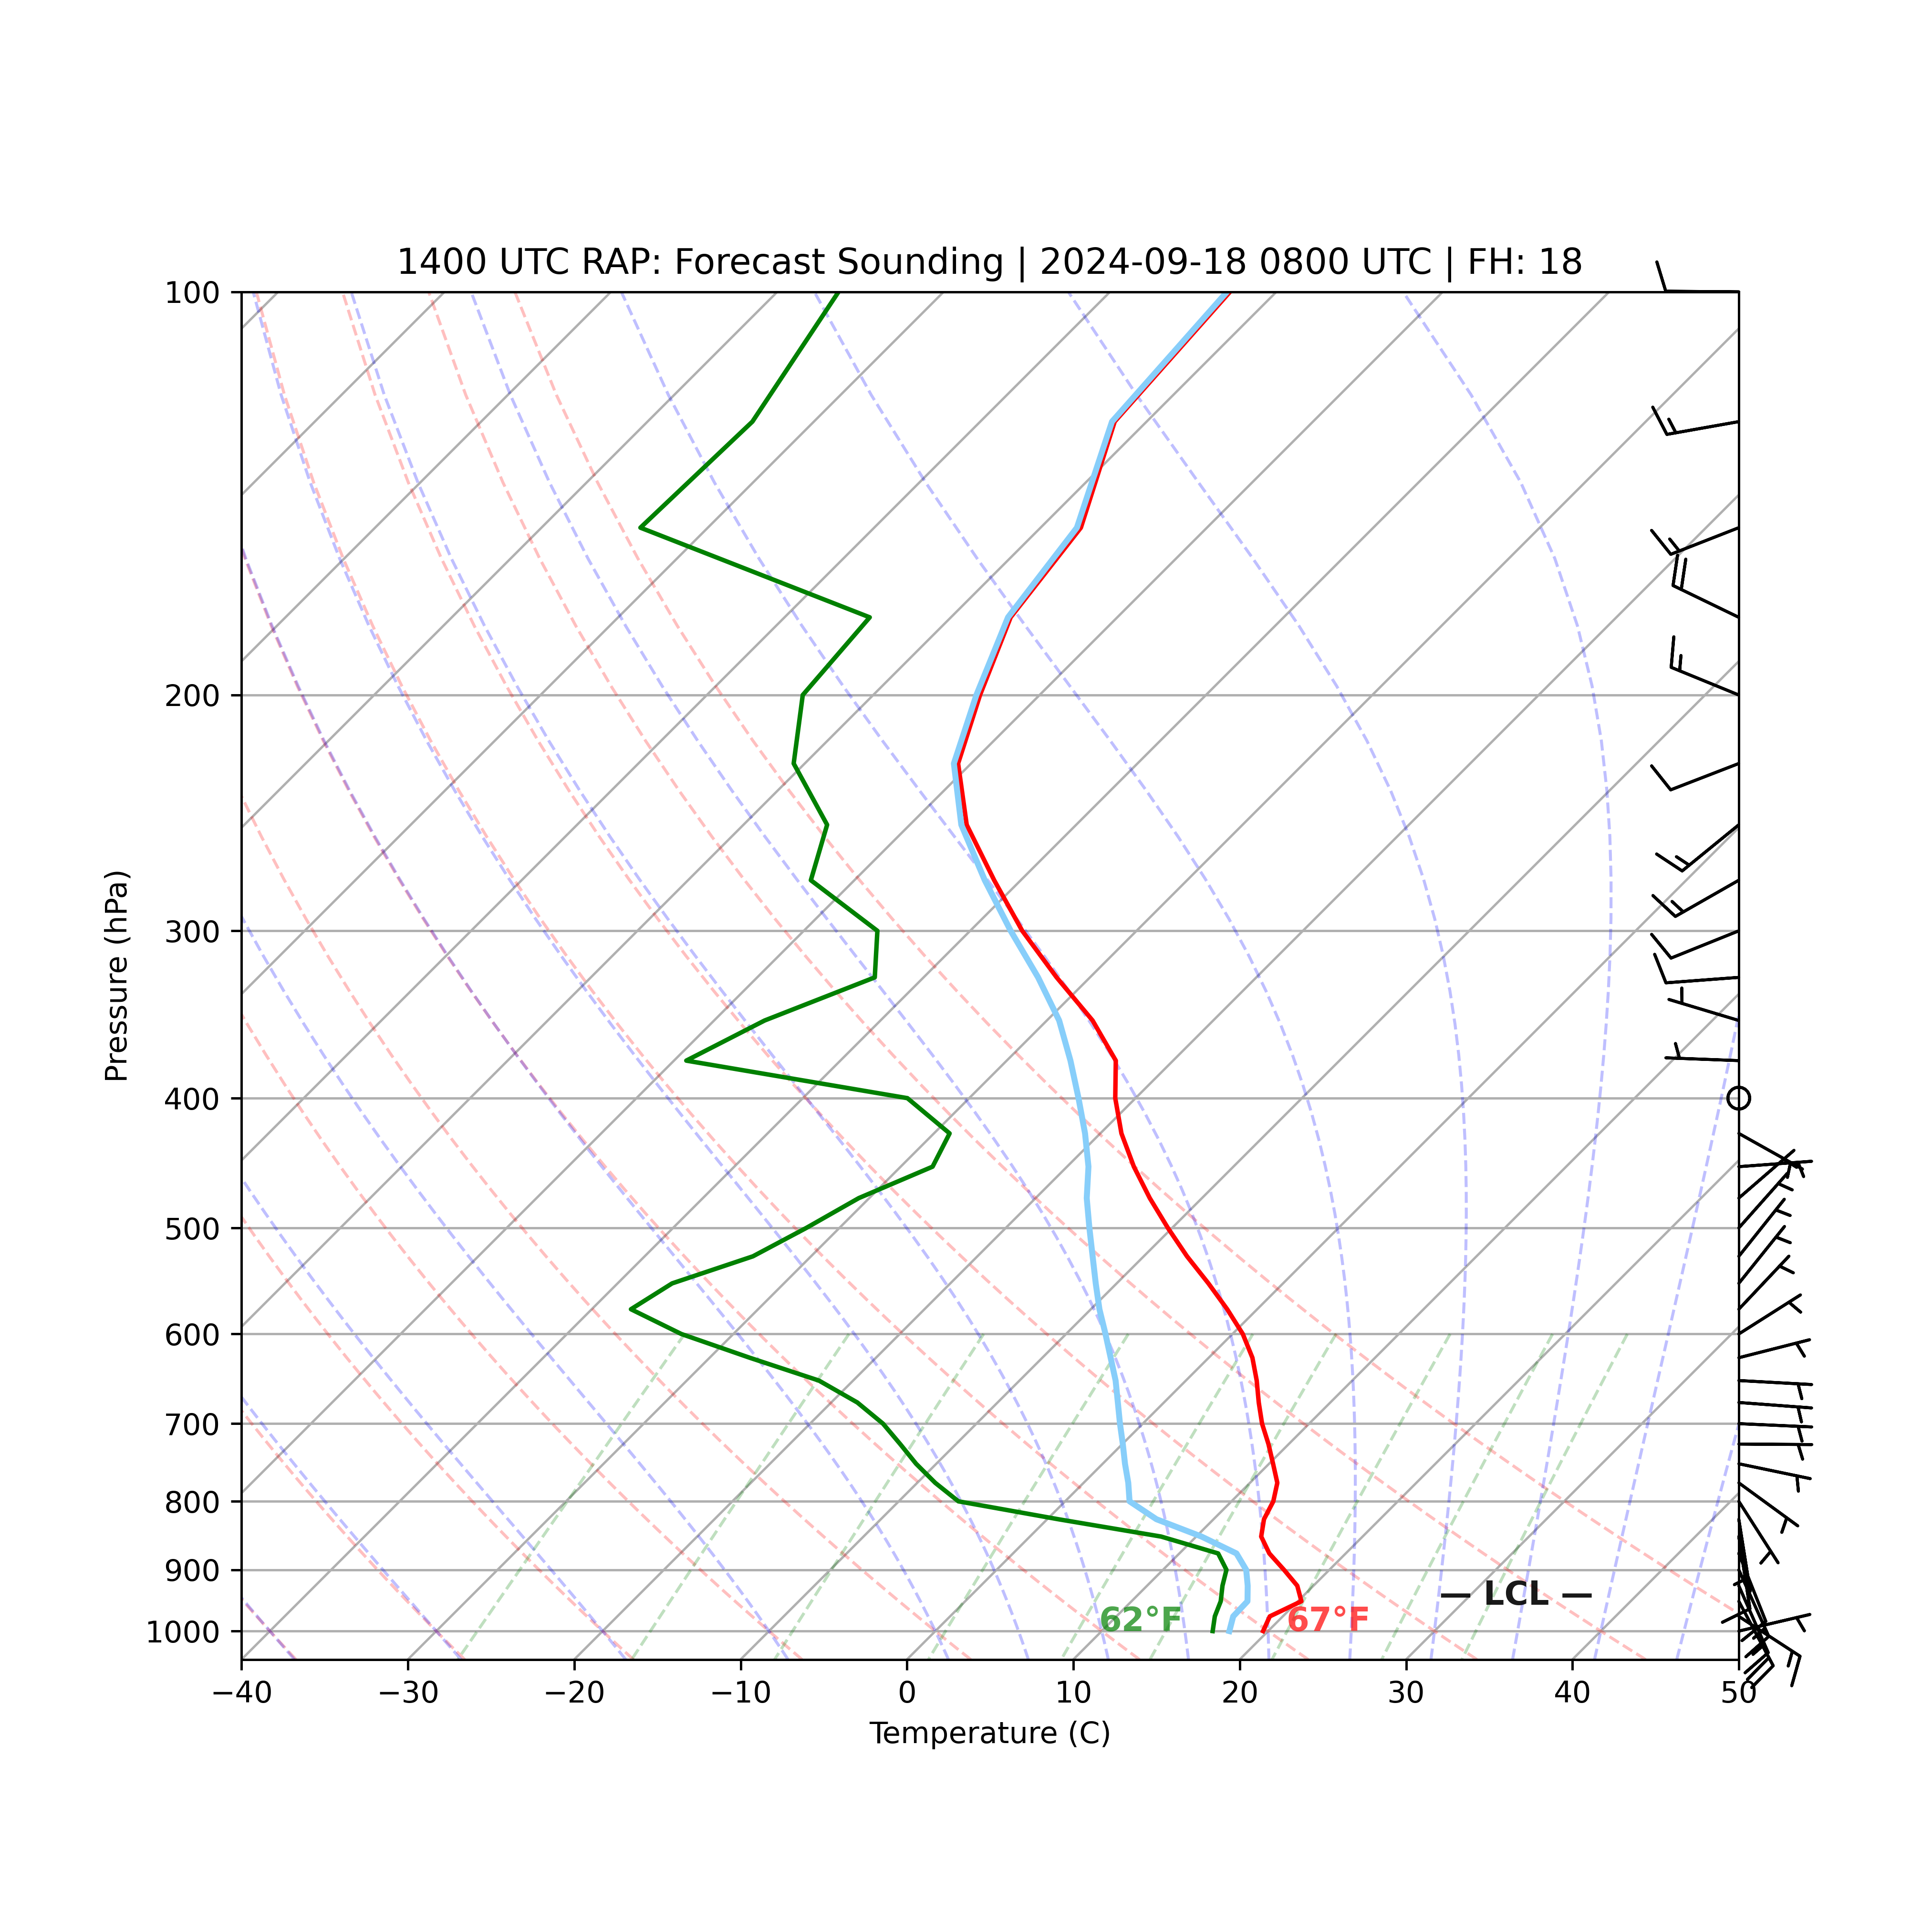 1400 UTC RAP: Forecast Sounding | 2024-09-18 0800 UTC | FH: 18
100
200
300
400
500
600
700
800
900
1000
Pressure (hPa)
— LCL —
62°F
67°F
−40 −30 −20 −10 0 10 20 30 40 50
Temperature (C)